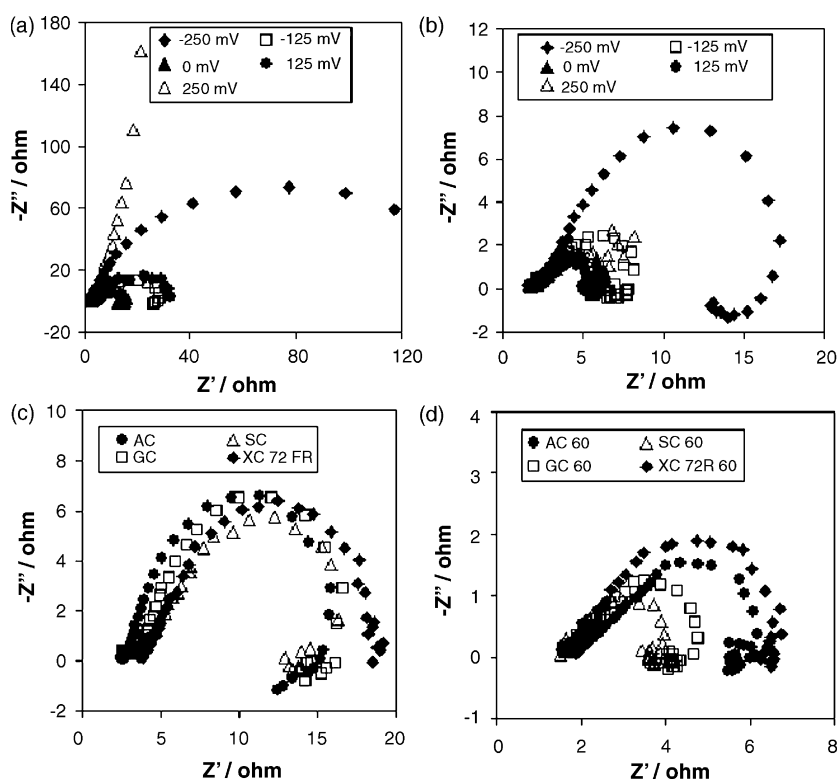 (a)
180
140
100
60
20
-20
-Z’’ / ohm
-250 mV
-125 mV
0 mV
125 mV
250 mV
0
40
80
120
Z’ / ohm
(b)
12
10
8
6
4
2
0
-2
-Z’’ / ohm
-250 mV
-125 mV
0 mV
125 mV
250 mV
0
5
10
15
20
Z’ / ohm
(c)
10
8
6
4
2
0
-2
-Z’’ / ohm
AC
SC
GC
XC 72 FR
0
5
10
15
20
Z’ / ohm
(d)
4
3
2
1
0
-1
-Z’’ / ohm
AC 60
SC 60
GC 60
XC 72R 60
0
2
4
6
8
Z’ / ohm